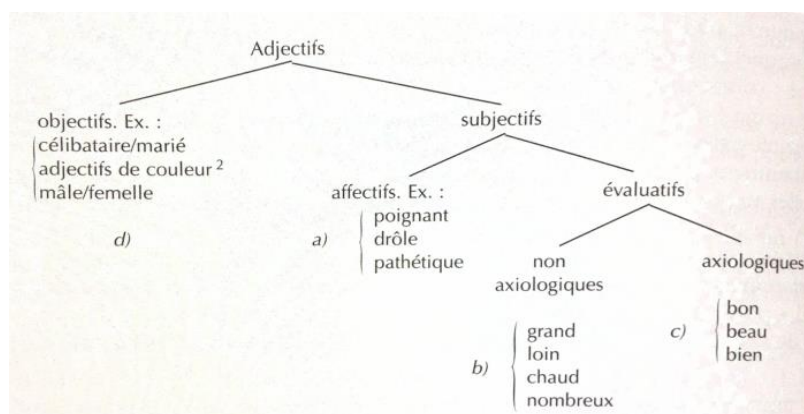 Adjectifs
objectifs. Ex. :
célibataire/marié
adjectifs de couleur 2
mâle/femelle
d)
subjectifs
affectifs. Ex. :
a)
poignant
drôle
pathétique
évaluatifs
non
axiologiques
b)
grand
loin
chaud
nombreux
axiologiques
c)
bon
beau
bien